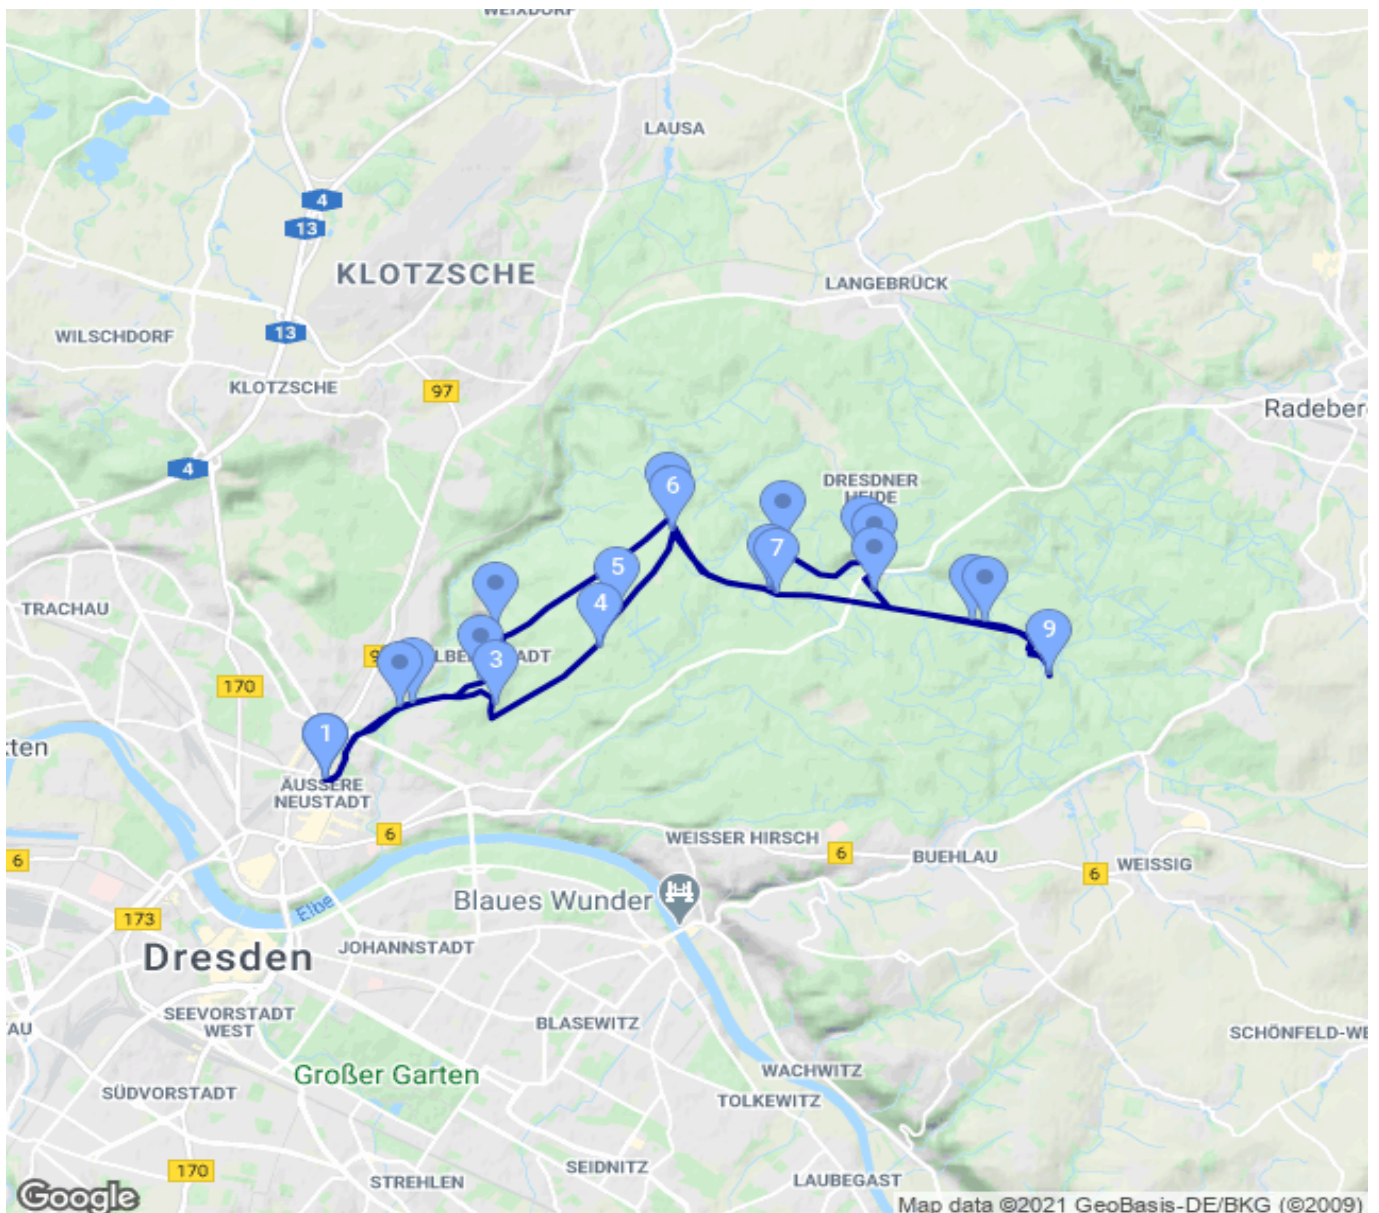 WEIXDORF
LAUSA
4
13
KLOTZSCHE
LANGEBRÜCK
13
WILSCHDORF
KLOTZSCHE
97
Radeber
4
DRESDNER
HEIDE
6
7
5
4
TRACHAU
9
3
170
1
xten
ÄUSSERE
NEUSTADT
6
WEISSER HIRSCH
6
6
BUEHLAU
WEISSIG
6
Blaues Wunder
Elbe
173
JOHANNSTADT
Dresden
SEEVORSTADT
WEST
BLASEWITZ
AU
SCHÖNFELD-WE
Großer Garten
WACHWITZ
SÜDVORSTADT
TOLKEWITZ
170
SEIDNITZ
STREHLEN
LAUBEGAST
Google
Map data ©2021 GeoBasis-DE/BKG (©2009)